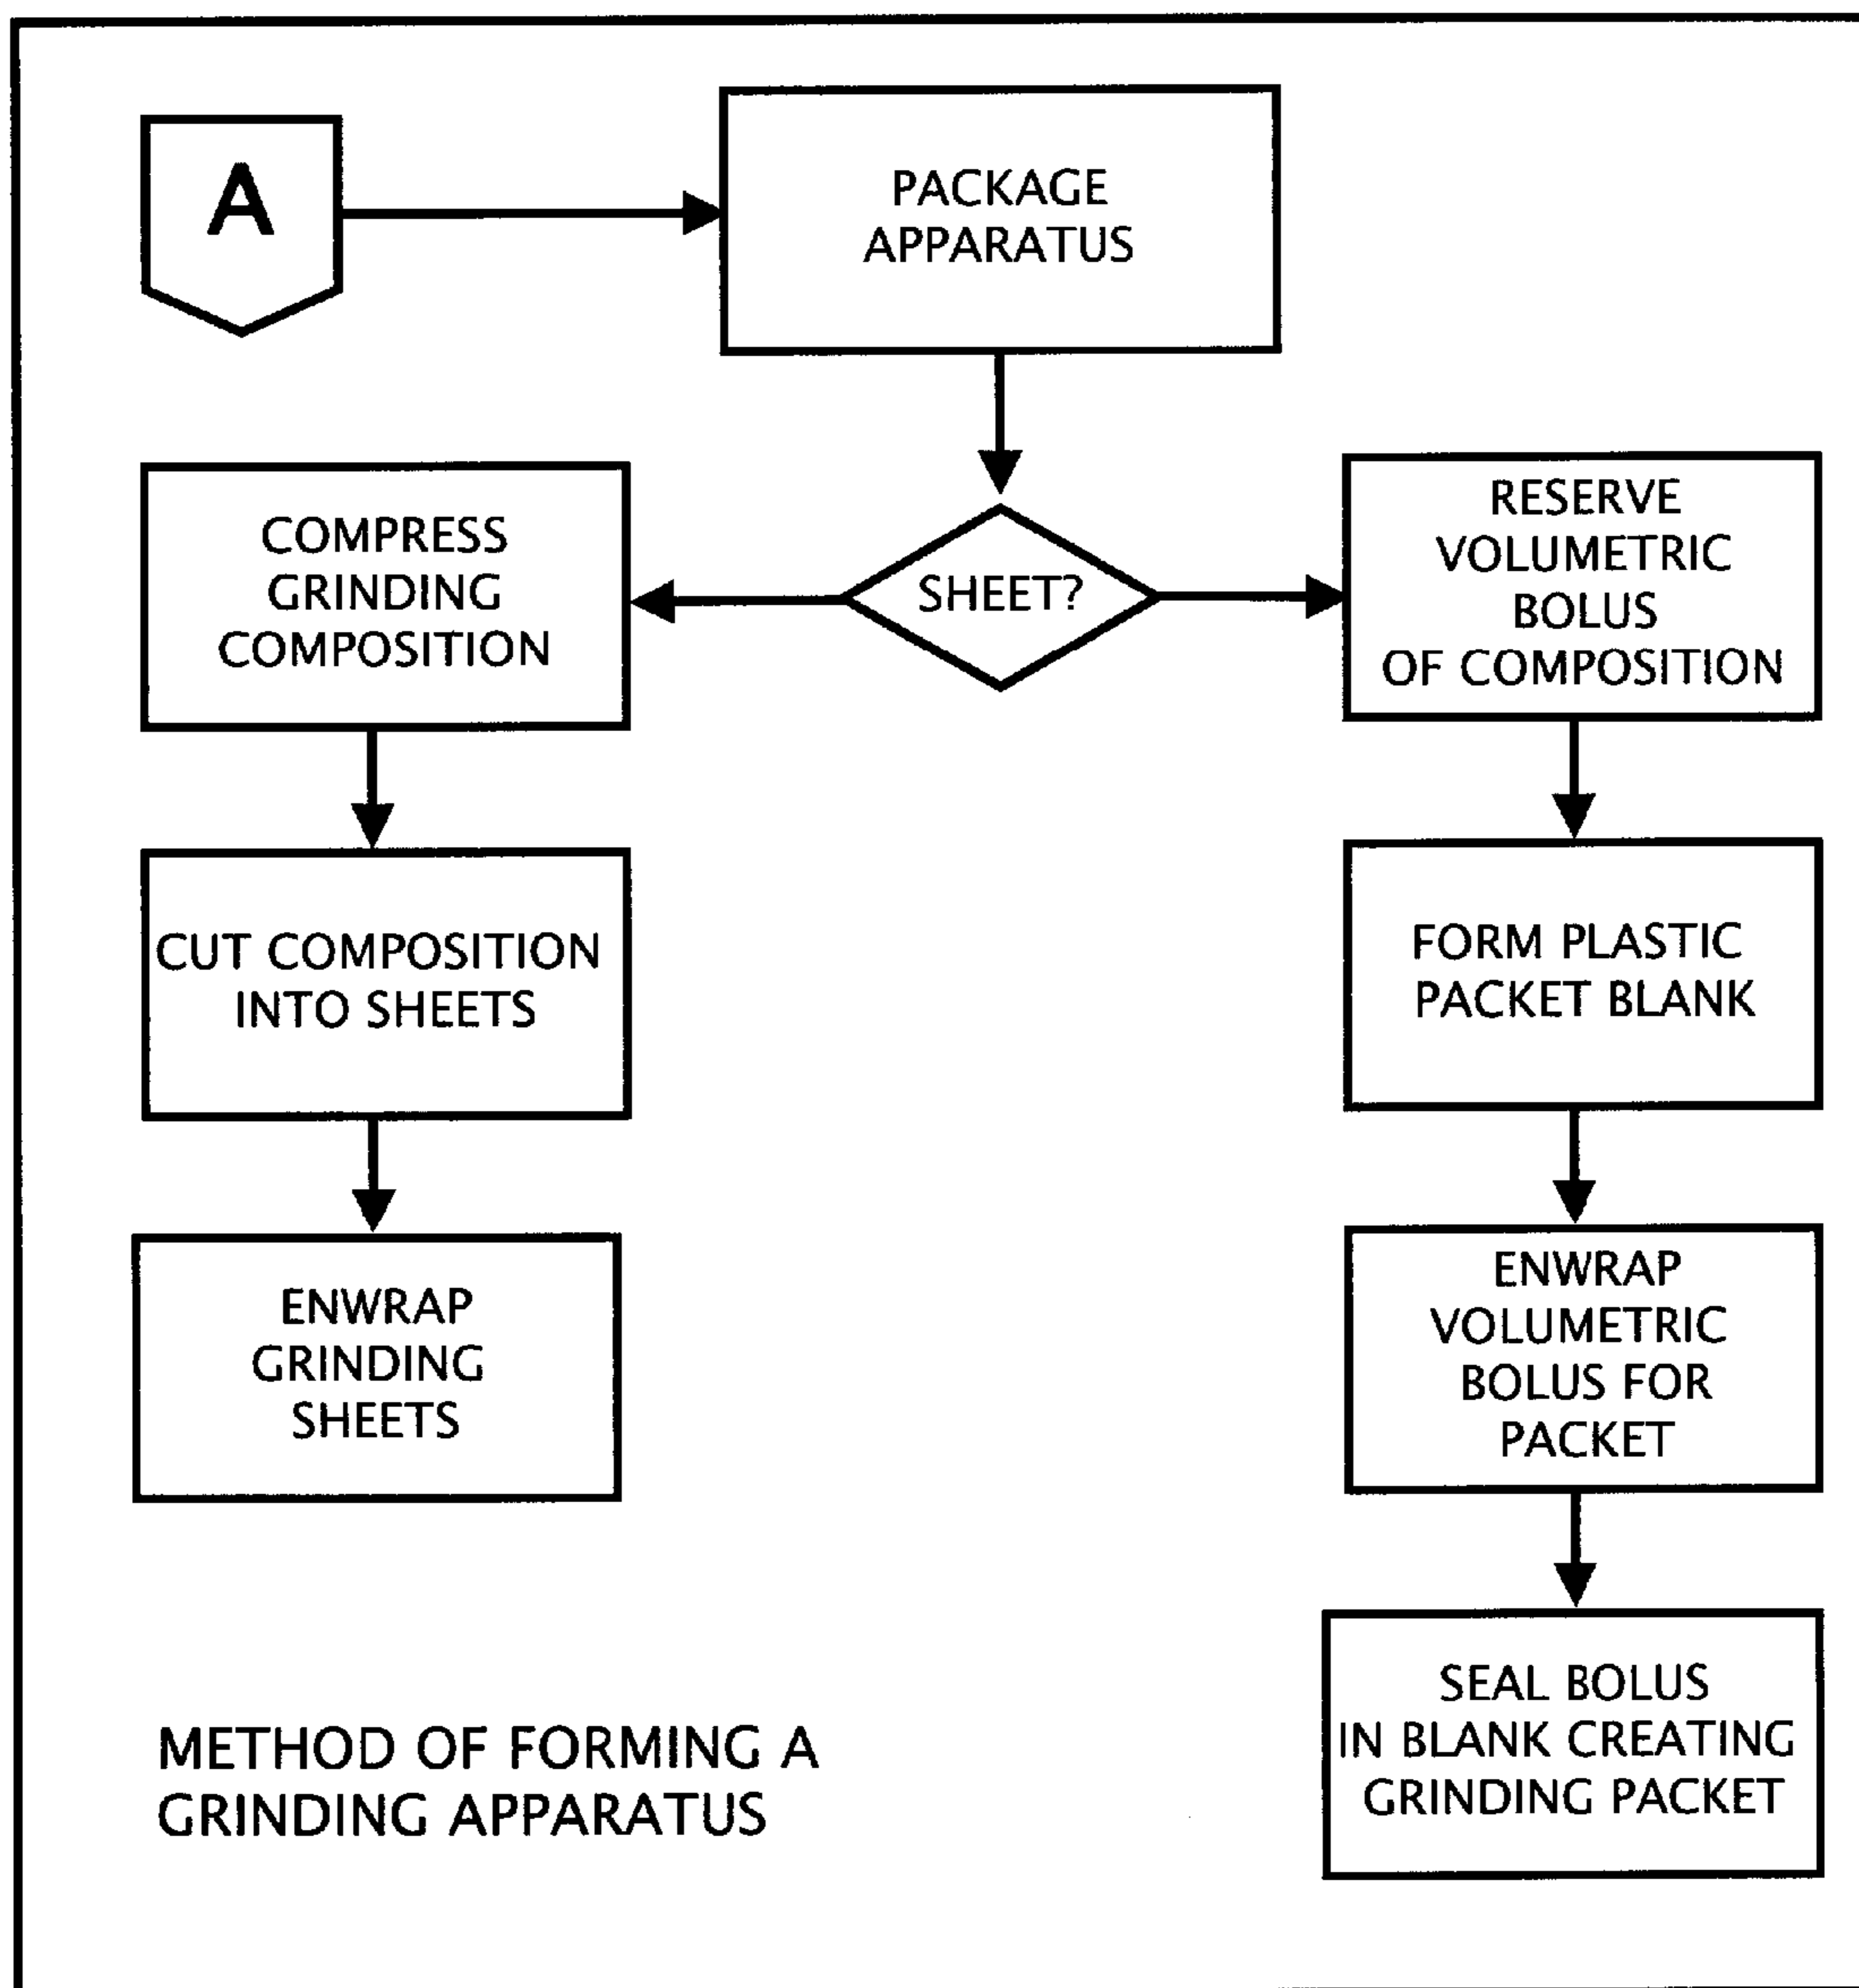 A
PACKAGE
APPARATUS
SHEET?
COMPRESS
GRINDING
COMPOSITION
CUT COMPOSITION
INTO SHEETS
ENWRAP
GRINDING
SHEETS
RESERVE
VOLUMETRIC
BOLUS
OF COMPOSITION
FORM PLASTIC
PACKET BLANK
ENWRAP
VOLUMETRIC
BOLUS FOR
PACKET
SEAL BOLUS
IN BLANK CREATING
GRINDING PACKET
METHOD OF FORMING A
GRINDING APPARATUS